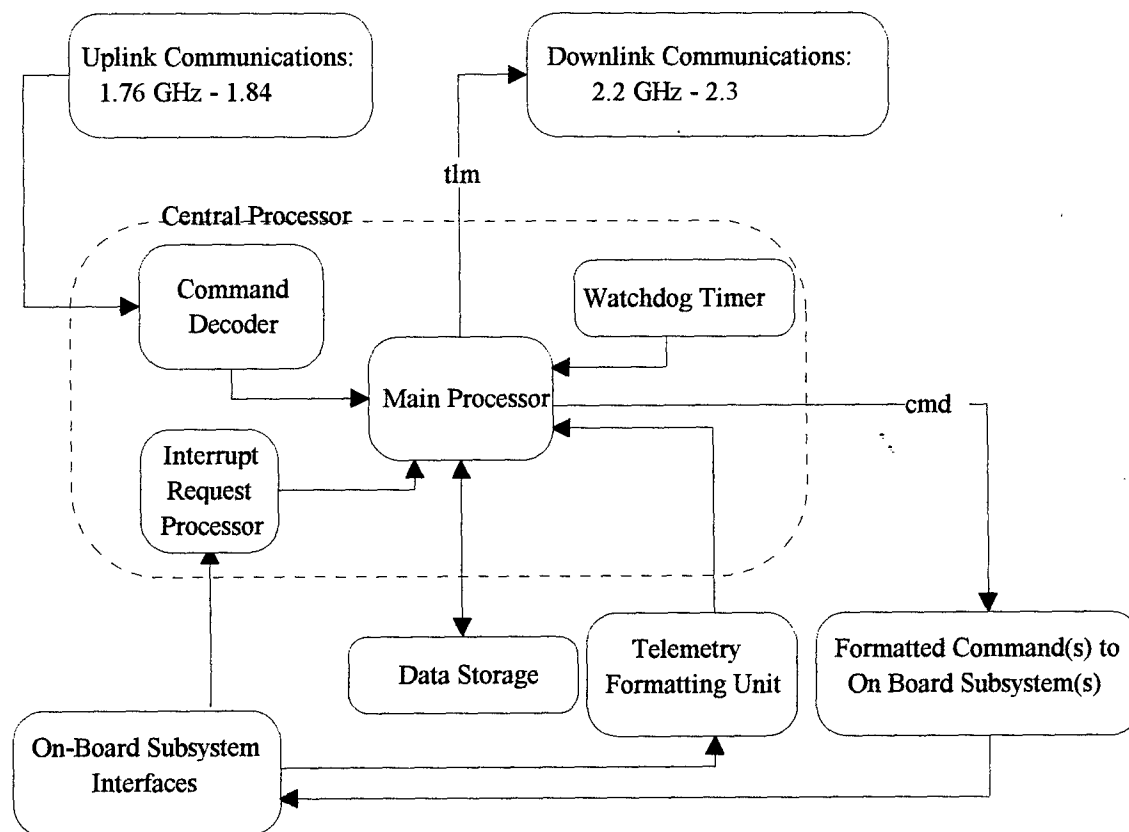 Uplink Communications:
1.76 GHz - 1.84
Downlink Communications:
2.2 GHz - 2.3
tlm
Central Processor
Command
Decoder
Watchdog Timer
Main Processor
cmd
Interrupt
Request
Processor
Data Storage
Telemetry
Formatting Unit
Formatted Command(s) to
On Board Subsystem(s)
On-Board Subsystem
Interfaces